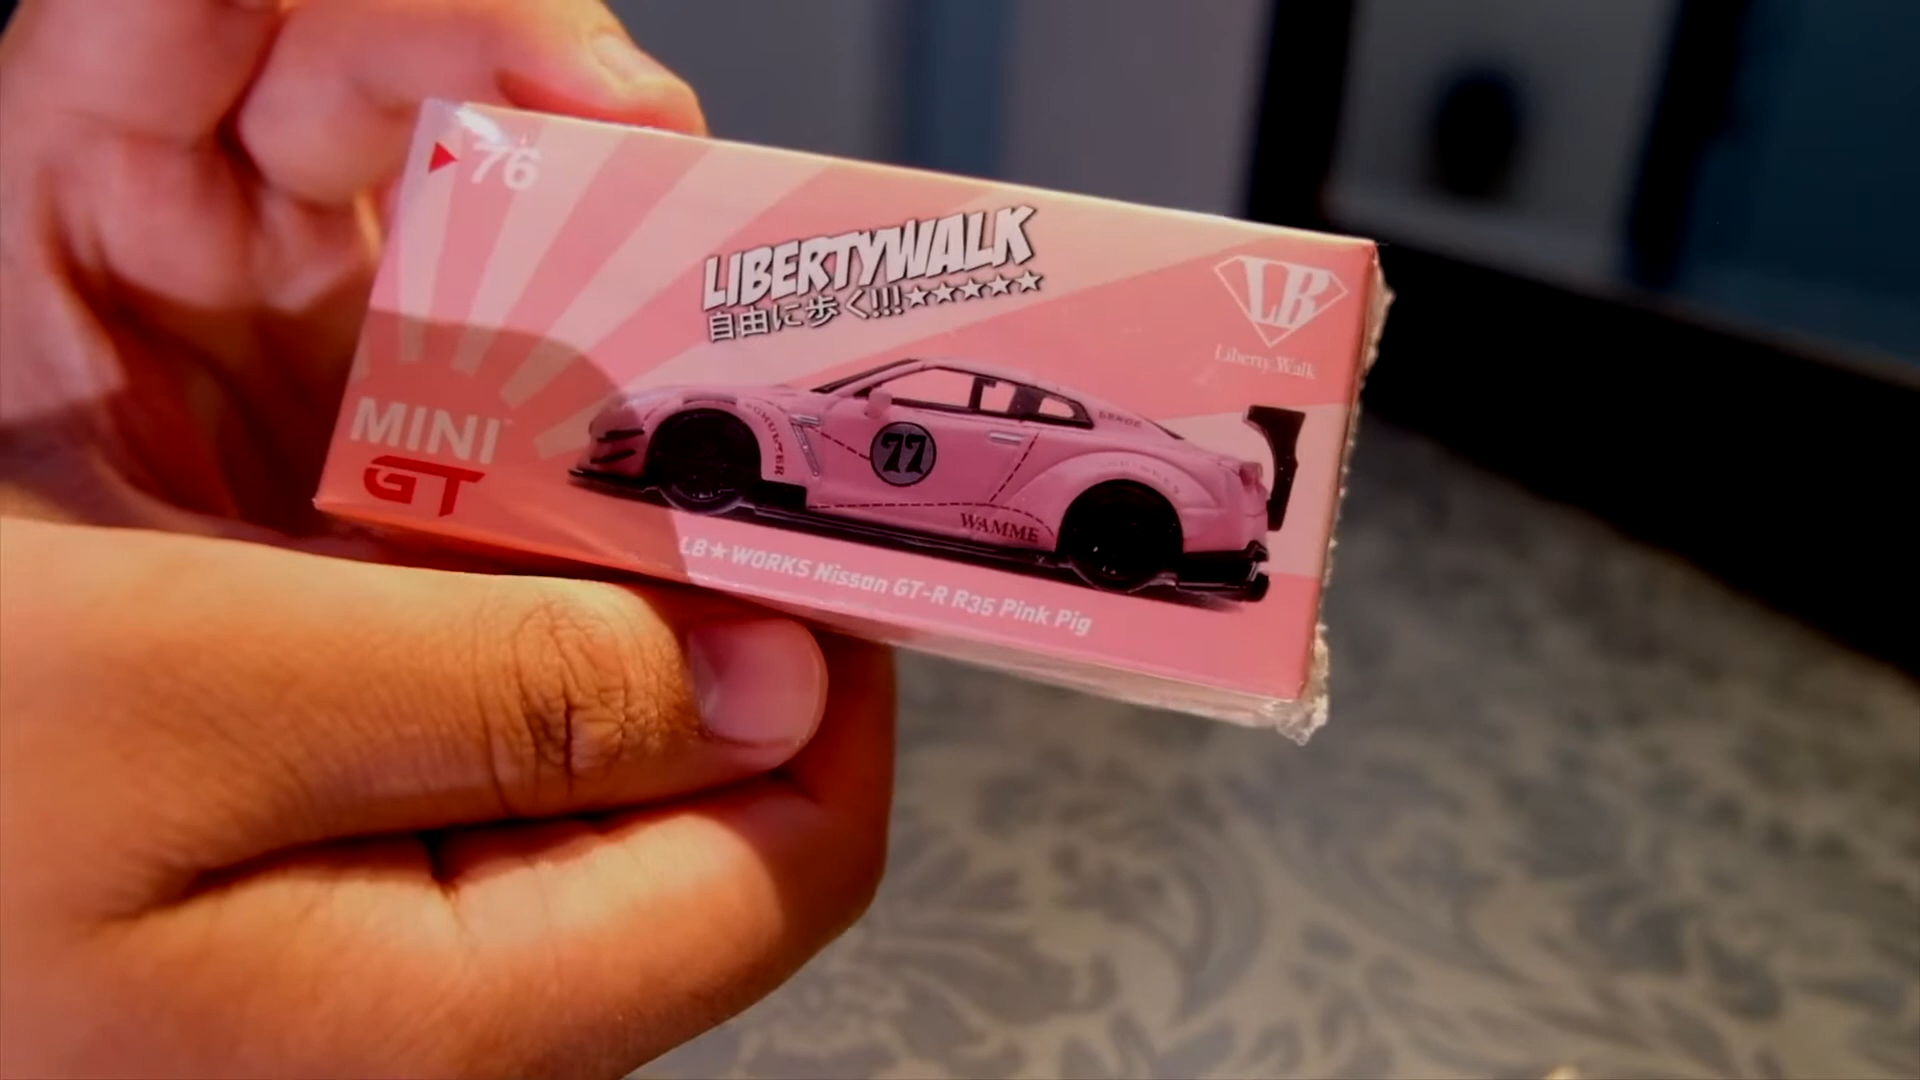 76
LIBERTYWALK
自由に歩く!!!★★★★★
LB
Liberty Walk
MINI
GT
77
WAMME
LB★WORKS Nissan GT-R R35 Pink Pig